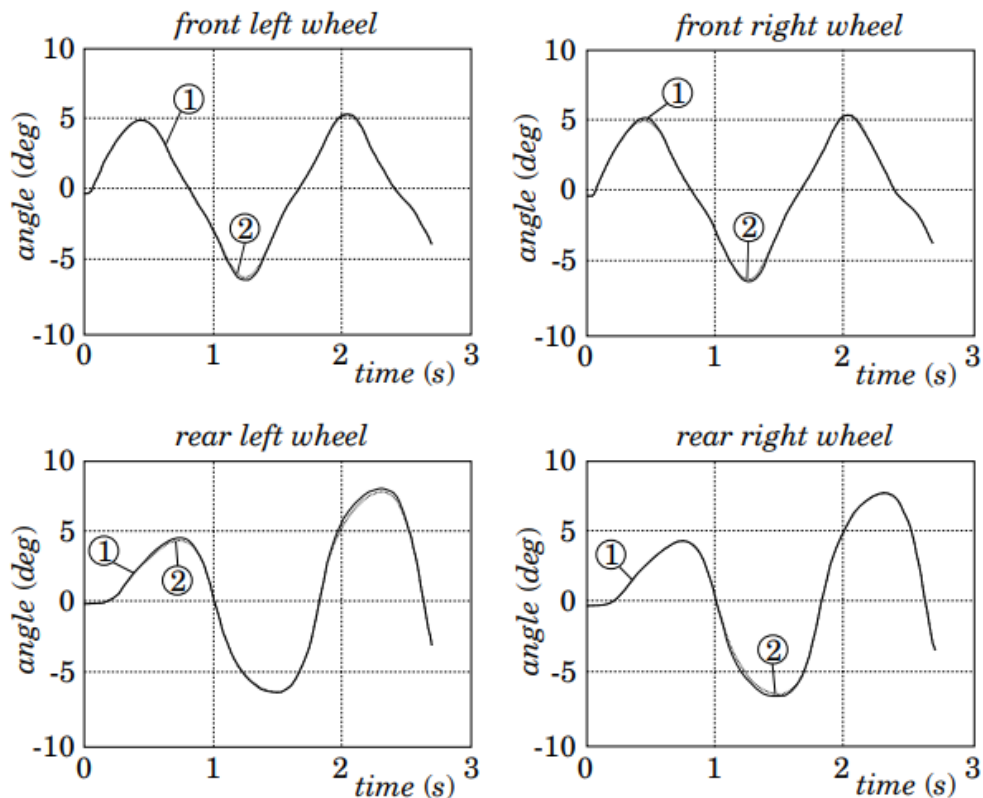 front left wheel
10
5
0
-5
-10
angle (deg)
1
2
0 1 2 3
time (s)
front right wheel
10
5
0
-5
-10
angle (deg)
1
2
0 1 2 3
time (s)
rear left wheel
10
5
0
-5
-10
angle (deg)
1
2
0 1 2 3
time (s)
rear right wheel
10
5
0
-5
-10
angle (deg)
1
2
0 1 2 3
time (s)